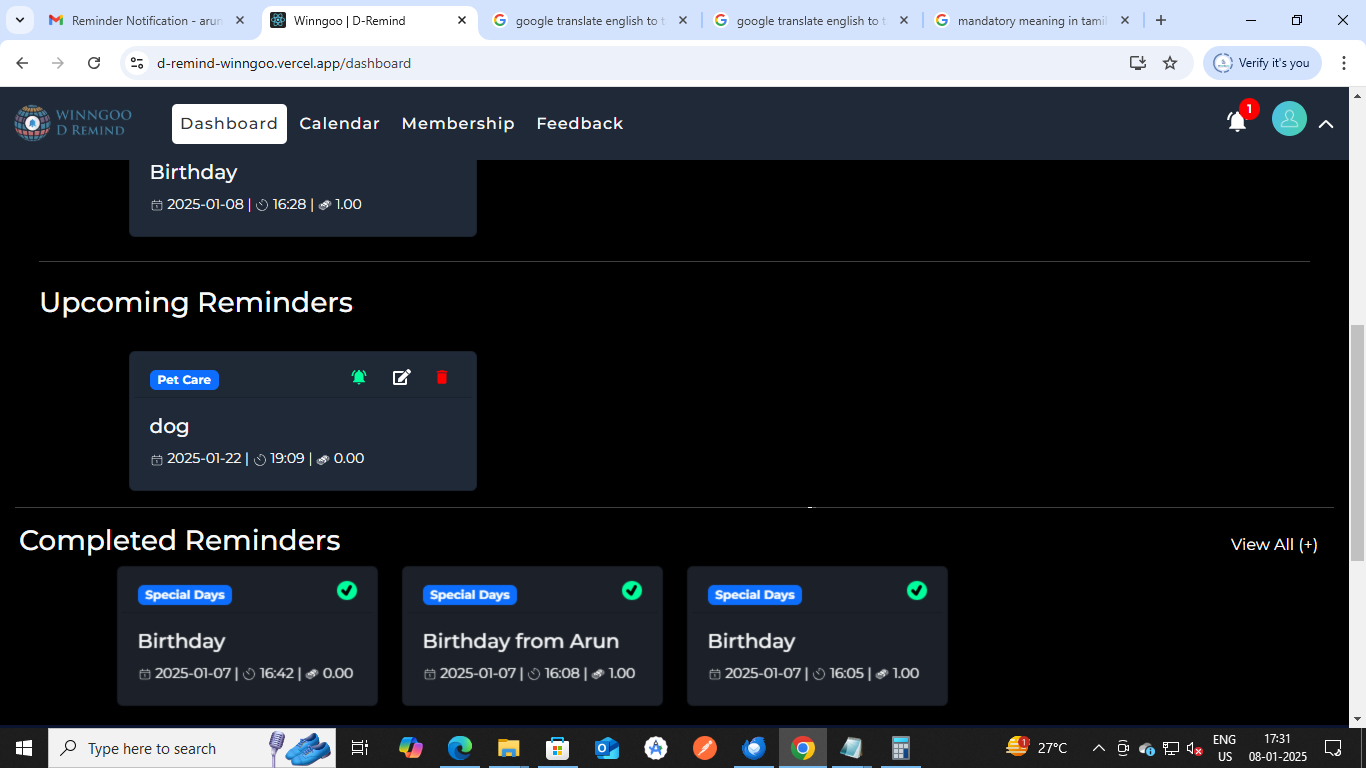 Reminder Notification - arun
Winngoo | D-Remind
google translate english to t
google translate english to t
mandatory meaning in tamil
d-remind-winngoo.vercel.app/dashboard
Verify it's you
WINNGOO
D REMIND
Dashboard
Calendar
Membership
Feedback
1
Birthday
2025-01-08 | 16:28 | 1.00
Upcoming Reminders
Pet Care
dog
2025-01-22 | 19:09 | 0.00
Completed Reminders
View All (+)
Special Days
Special Days
Special Days
Birthday
Birthday from Arun
Birthday
2025-01-07 | 16:42 | 0.00
2025-01-07 | 16:08 | 1.00
2025-01-07 | 16:05 | 1.00
Type here to search
1
27°C
ENG
US
17:31
08-01-2025